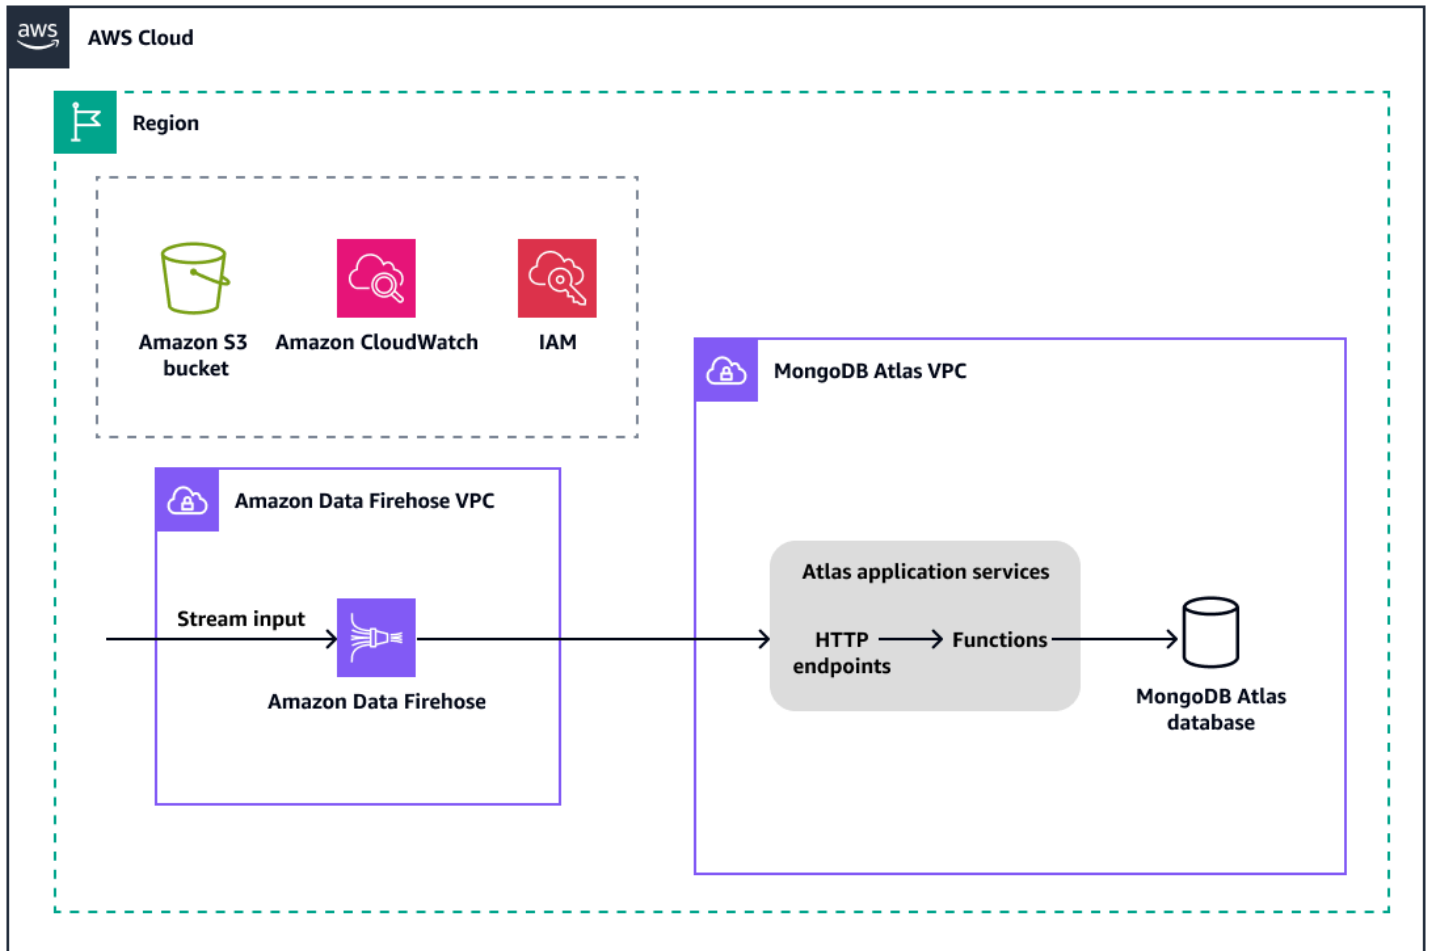 aws
AWS Cloud
Region
Amazon S3
bucket
Amazon CloudWatch
IAM
MongoDB Atlas VPC
Amazon Data Firehose VPC
Stream input
Amazon Data Firehose
Atlas application services
HTTP
endpoints
Functions
MongoDB Atlas
database